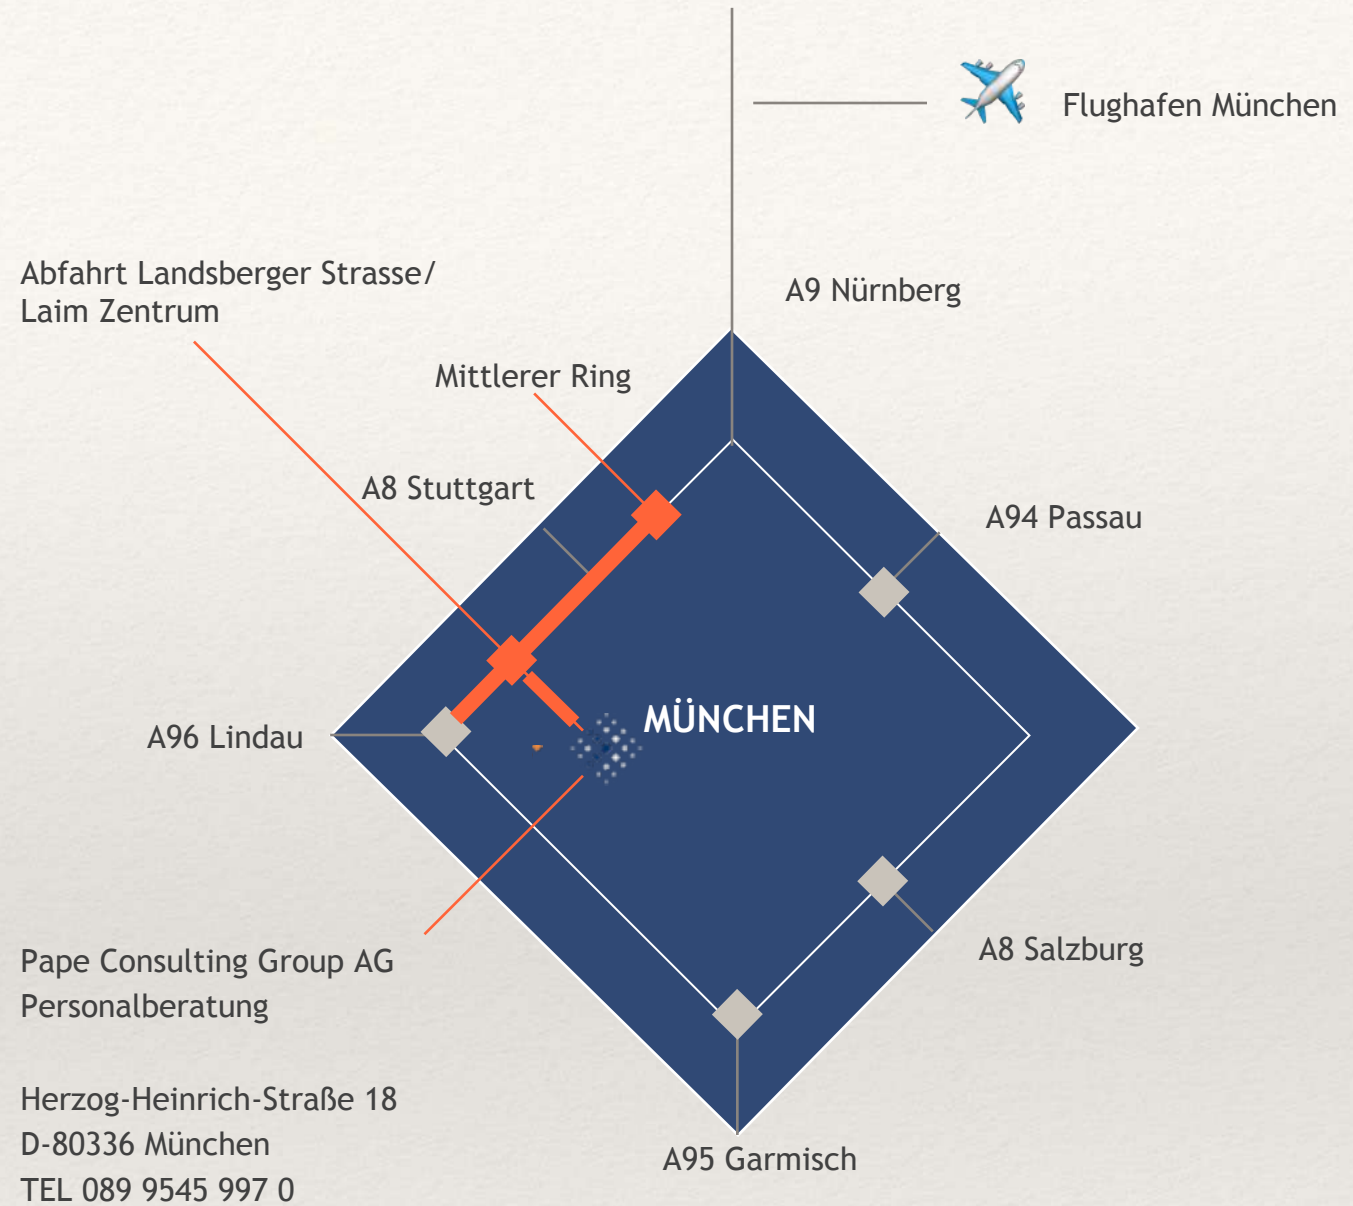 Flughafen München
Abfahrt Landsberger Strasse/
Laim Zentrum
A9 Nürnberg
Mittlerer Ring
A8 Stuttgart
A94 Passau
MÜNCHEN
A96 Lindau
Pape Consulting Group AG
Personalberatung
A8 Salzburg
Herzog-Heinrich-Straße 18
D-80336 München
TEL 089 9545 997 0
A95 Garmisch